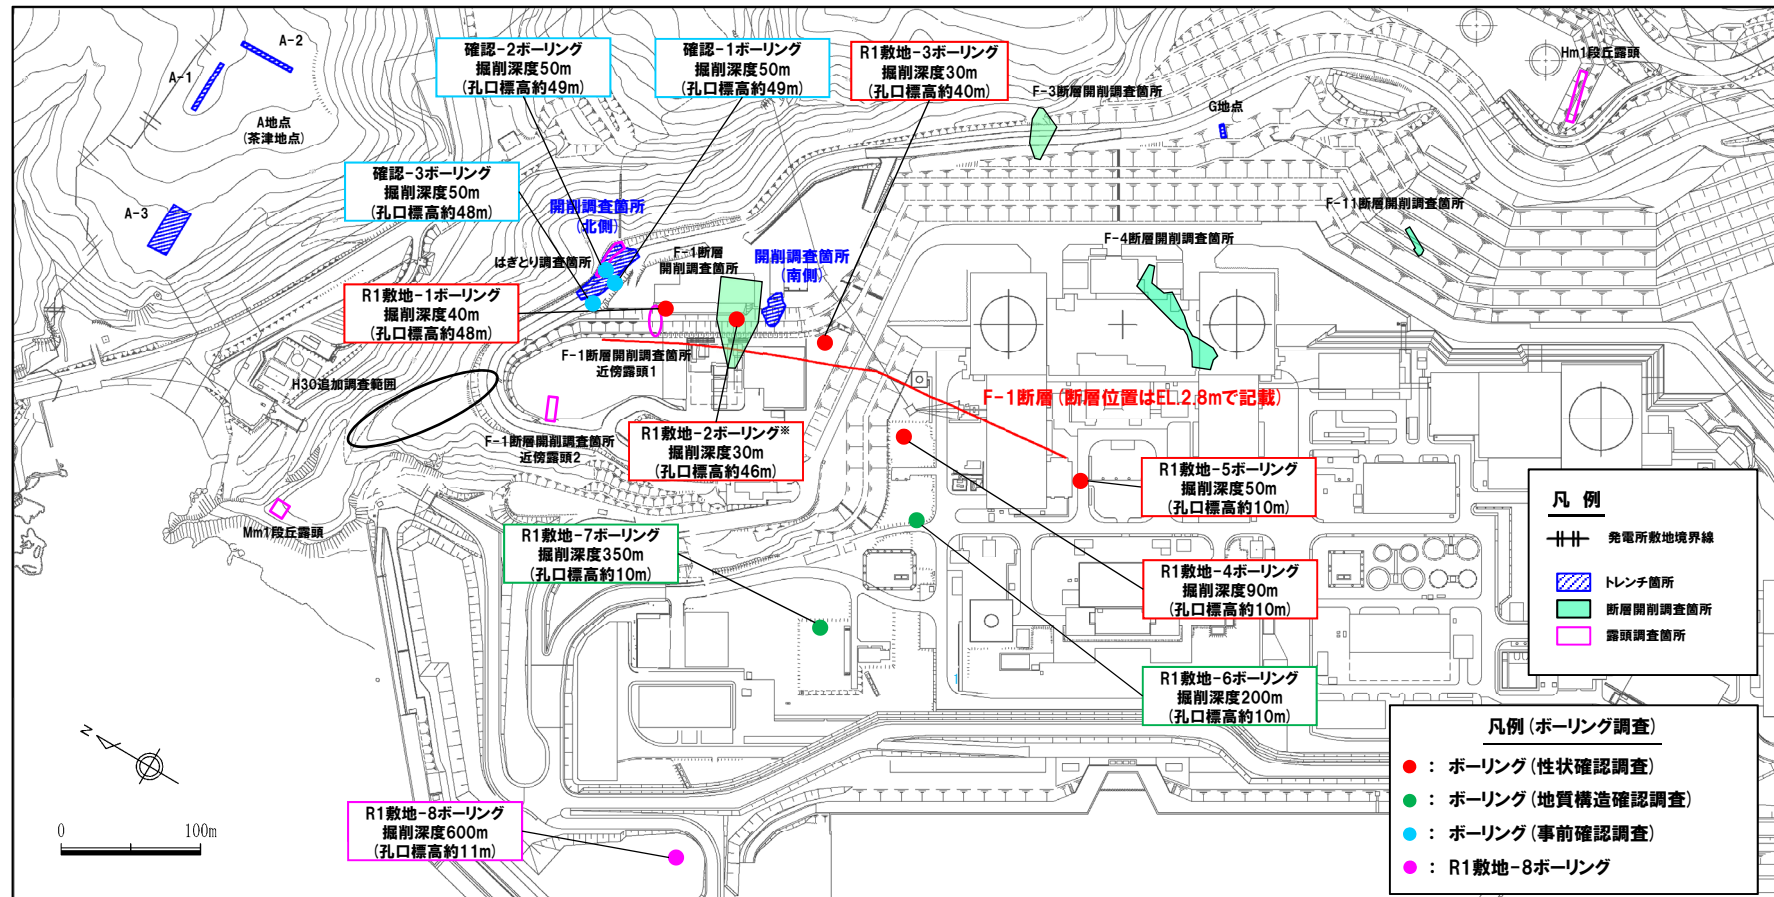 A-2
A-1
A地点
(茶津地点)
A-3
確認-2ボーリング
掘削深度50m
(孔口標高約49m)
確認-1ボーリング
掘削深度50m
(孔口標高約49m)
R1敷地-3ボーリング
掘削深度30m
(孔口標高約40m)
F-3断層開削調査箇所
G地点
Hm1段丘露頭
確認-3ボーリング
掘削深度50m
(孔口標高約48m)
開削調査箇所
(北側)
はぎとり調査箇所
F-1断層
開削調査箇所
開削調査箇所
(南側)
F-4断層開削調査箇所
F-11断層開削調査箇所
R1敷地-1ボーリング
掘削深度40m
(孔口標高約48m)
F-1断層開削調査箇所
近傍露頭1
H30追加調査範囲
F-1断層(断層位置はEL.2.8mで記載)
F-1断層開削調査箇所
近傍露頭2
R1敷地-2ボーリング※
掘削深度30m
(孔口標高約46m)
R1敷地-5ボーリング
掘削深度50m
(孔口標高約10m)
Mm1段丘露頭
R1敷地-7ボーリング
掘削深度350m
(孔口標高約10m)
R1敷地-4ボーリング
掘削深度90m
(孔口標高約10m)
R1敷地-6ボーリング
掘削深度200m
(孔口標高約10m)
R1敷地-8ボーリング
掘削深度600m
(孔口標高約11m)
N
0 100m
凡 例
発電所敷地境界線
トレンチ箇所
断層開削調査箇所
露頭調査箇所
凡例(ボーリング調査)
: ボーリング(性状確認調査)
: ボーリング(地質構造確認調査)
: ボーリング(事前確認調査)
: R1敷地-8ボーリング